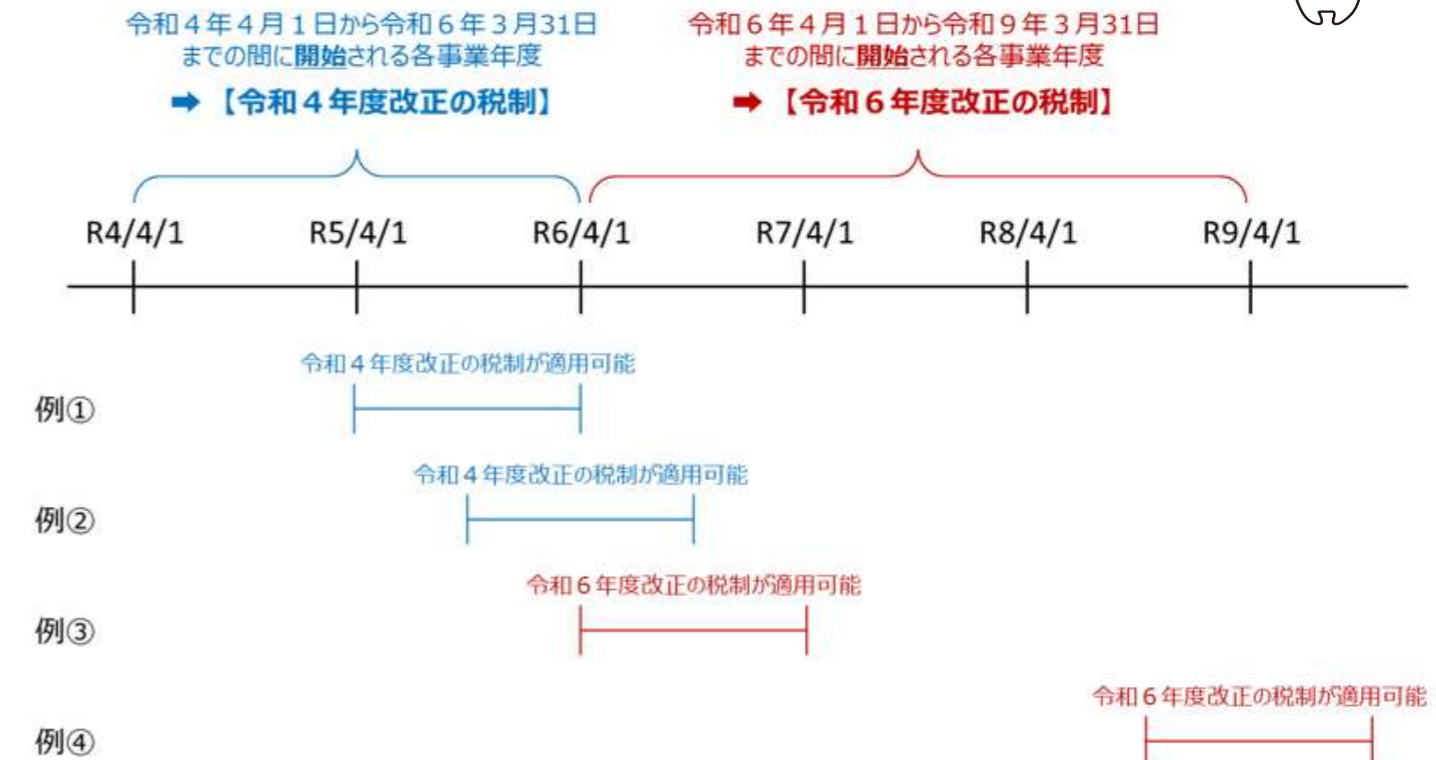 令和４年４月１日から令和６年３月31日
までの間に開始される各事業年度
➡【令和４年度改正の税制】
令和６年４月１日から令和９年３月31日
までの間に開始される各事業年度
➡【令和６年度改正の税制】
R4/4/1 R5/4/1 R6/4/1 R7/4/1 R8/4/1 R9/4/1
令和４年度改正の税制が適用可能
例①
令和４年度改正の税制が適用可能
例②
令和６年度改正の税制が適用可能
例③
令和６年度改正の税制が適用可能
例④